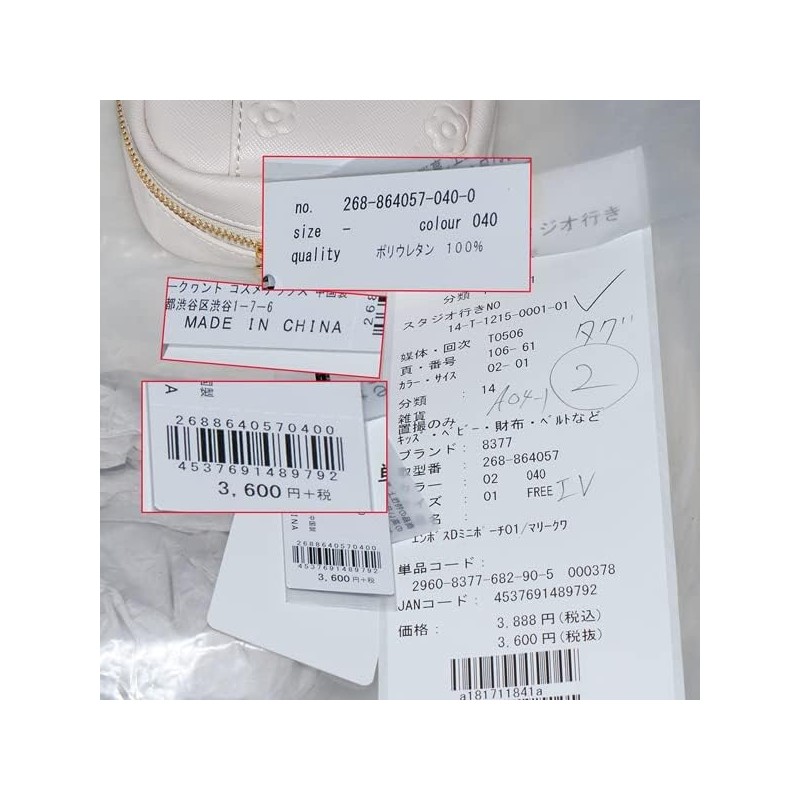 no. 268-864057-040-0
size - colour 040
quality ポリウレタン 100%
ークヮント コスメチックス 中国製
都渋谷区渋谷1-7-6
MADE IN CHINA
268
A
2688640570400
4537691489792
3,600円+税
2688640570400
4537691489792
3,600円+税
タジオ行き
分類
スタジオ行きNO
14-T-1215-0001-01
媒体・回次 T0506
頁・番号 106-61
カラー・サイズ 02-01
分類 : 14
雑貨
置撮のみ
キッズ・ベビー・財布・ベルトなど
ブランド : 8377
型番 : 268-864057
ラー : 02 040
イズ : 01 FREE IV
名 :
エンボスDミニポーチ01/マリークワ
単品コード :
2960-8377-682-90-5 000378
JANコード : 4537691489792
価格 : 3,888円(税込)
3,600円(税抜)
a181711841a
タグ
2
A04-1